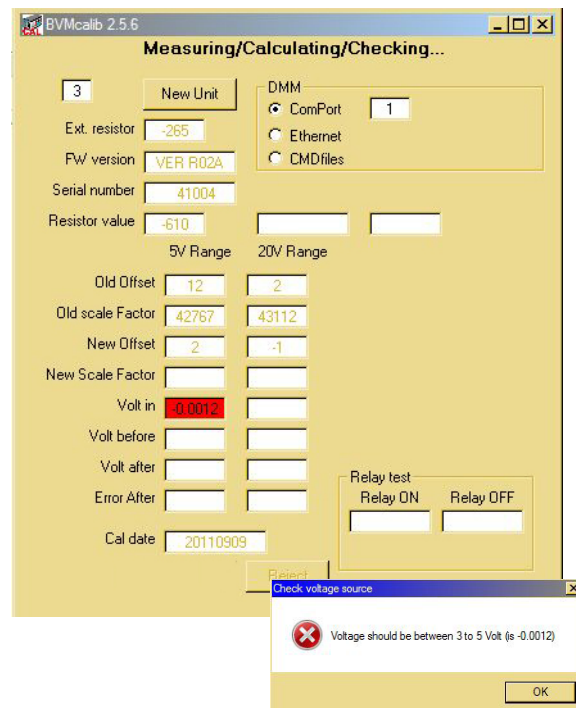 BVMcalib 2.5.6
Measuring/Calculating/Checking...
3
New Unit
DMM
ComPort 1
Ethernet
CMDfiles
Ext. resistor -265
FW version VER R02A
Serial number 41004
Resistor value -610
5V Range 20V Range
Old Offset 12 2
Old scale Factor 42767 43112
New Offset 2 -1
New Scale Factor
Volt in -0.0012
Volt before
Volt after
Error After
Relay test
Relay ON Relay OFF
Cal date 20110909
Reject
Check voltage source
Voltage should be between 3 to 5 Volt (is -0.0012)
OK